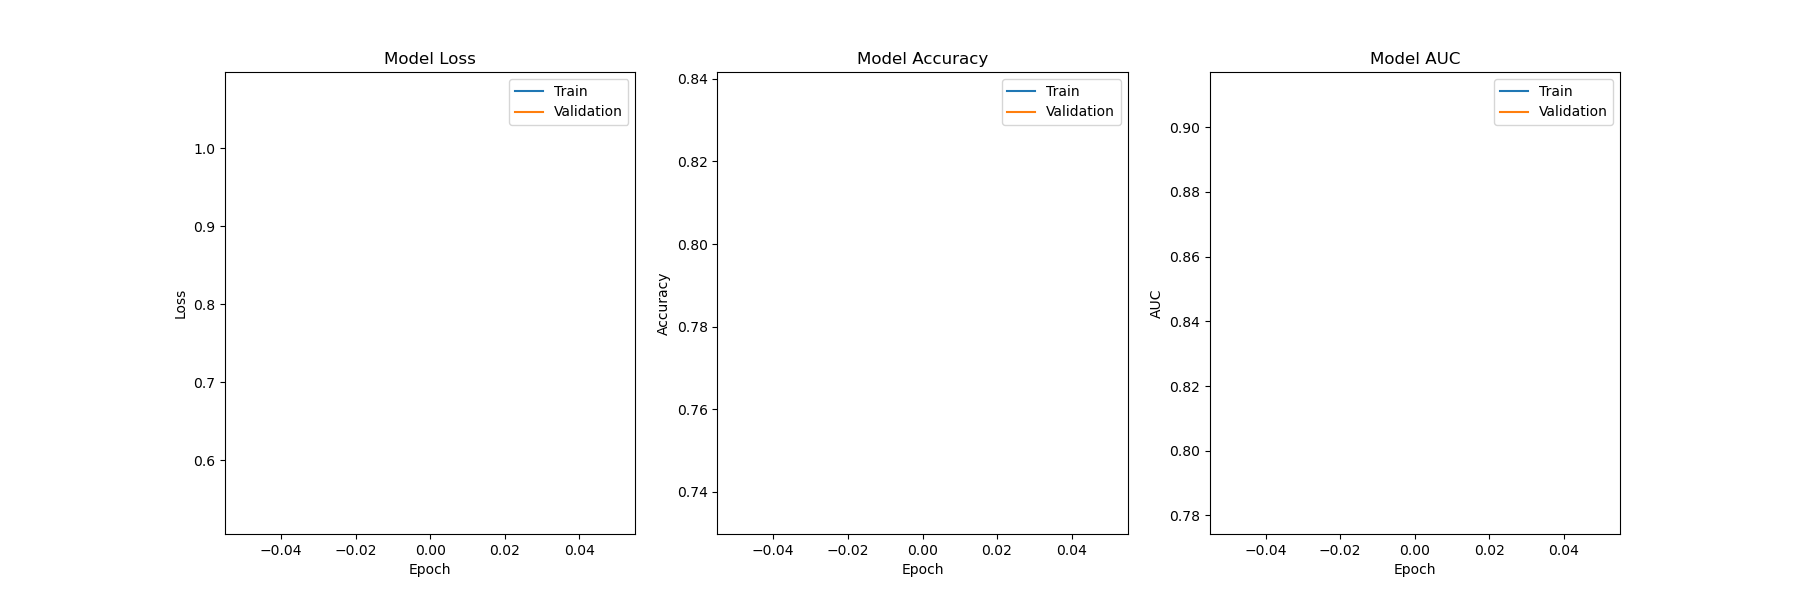 Model Loss
Train
Validation
1.0
0.9
0.8
0.7
0.6
Loss
−0.04 −0.02 0.00 0.02 0.04
Epoch
Model Accuracy
Train
Validation
0.84
0.82
0.80
0.78
0.76
0.74
Accuracy
−0.04 −0.02 0.00 0.02 0.04
Epoch
Model AUC
Train
Validation
0.90
0.88
0.86
0.84
0.82
0.80
0.78
AUC
−0.04 −0.02 0.00 0.02 0.04
Epoch